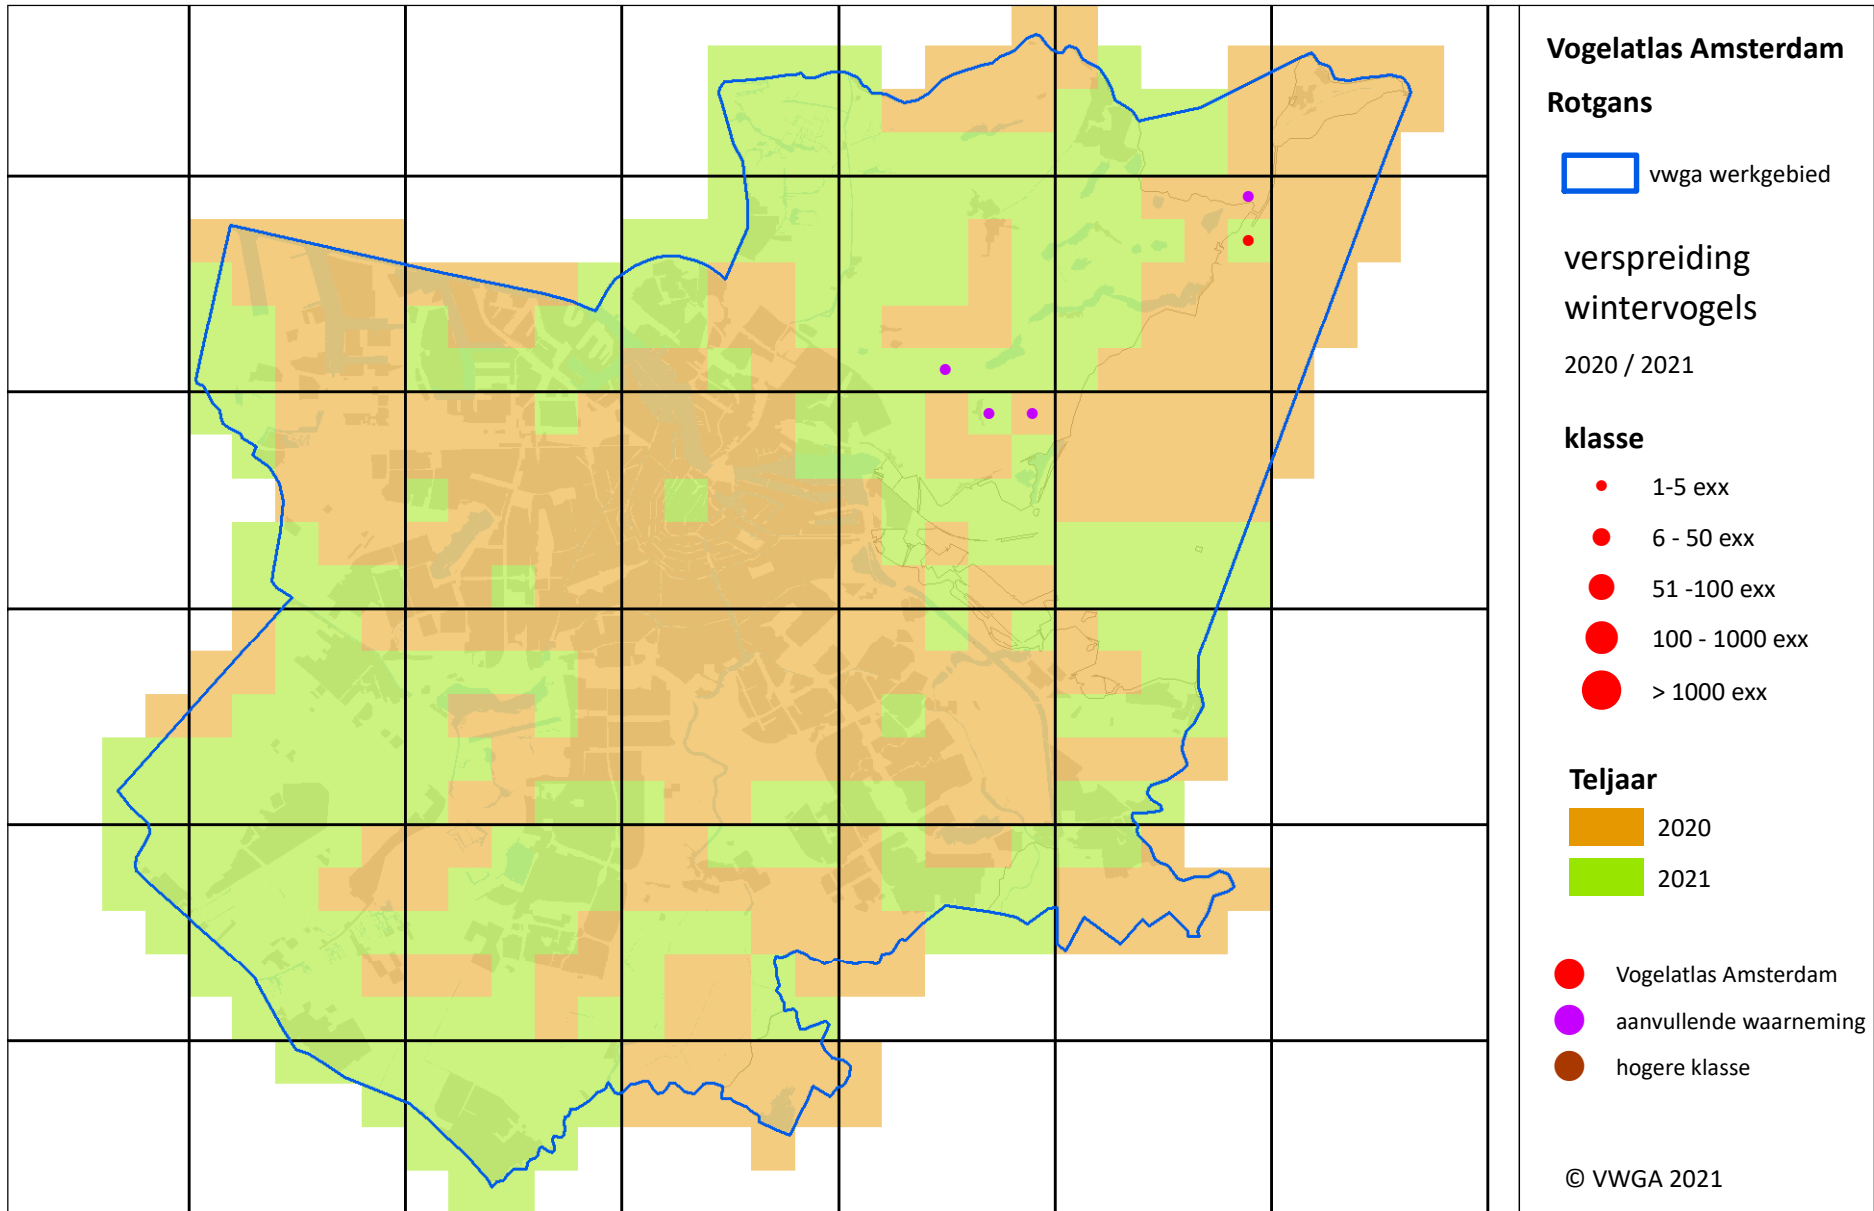 Vogelatlas Amsterdam
Rotgans
vwga werkgebied
verspreiding
wintervogels
2020 / 2021
klasse
1-5 exx
6 - 50 exx
51 -100 exx
100 - 1000 exx
> 1000 exx
Teljaar
2020
2021
Vogelatlas Amsterdam
aanvullende waarneming
hogere klasse
© VWGA 2021